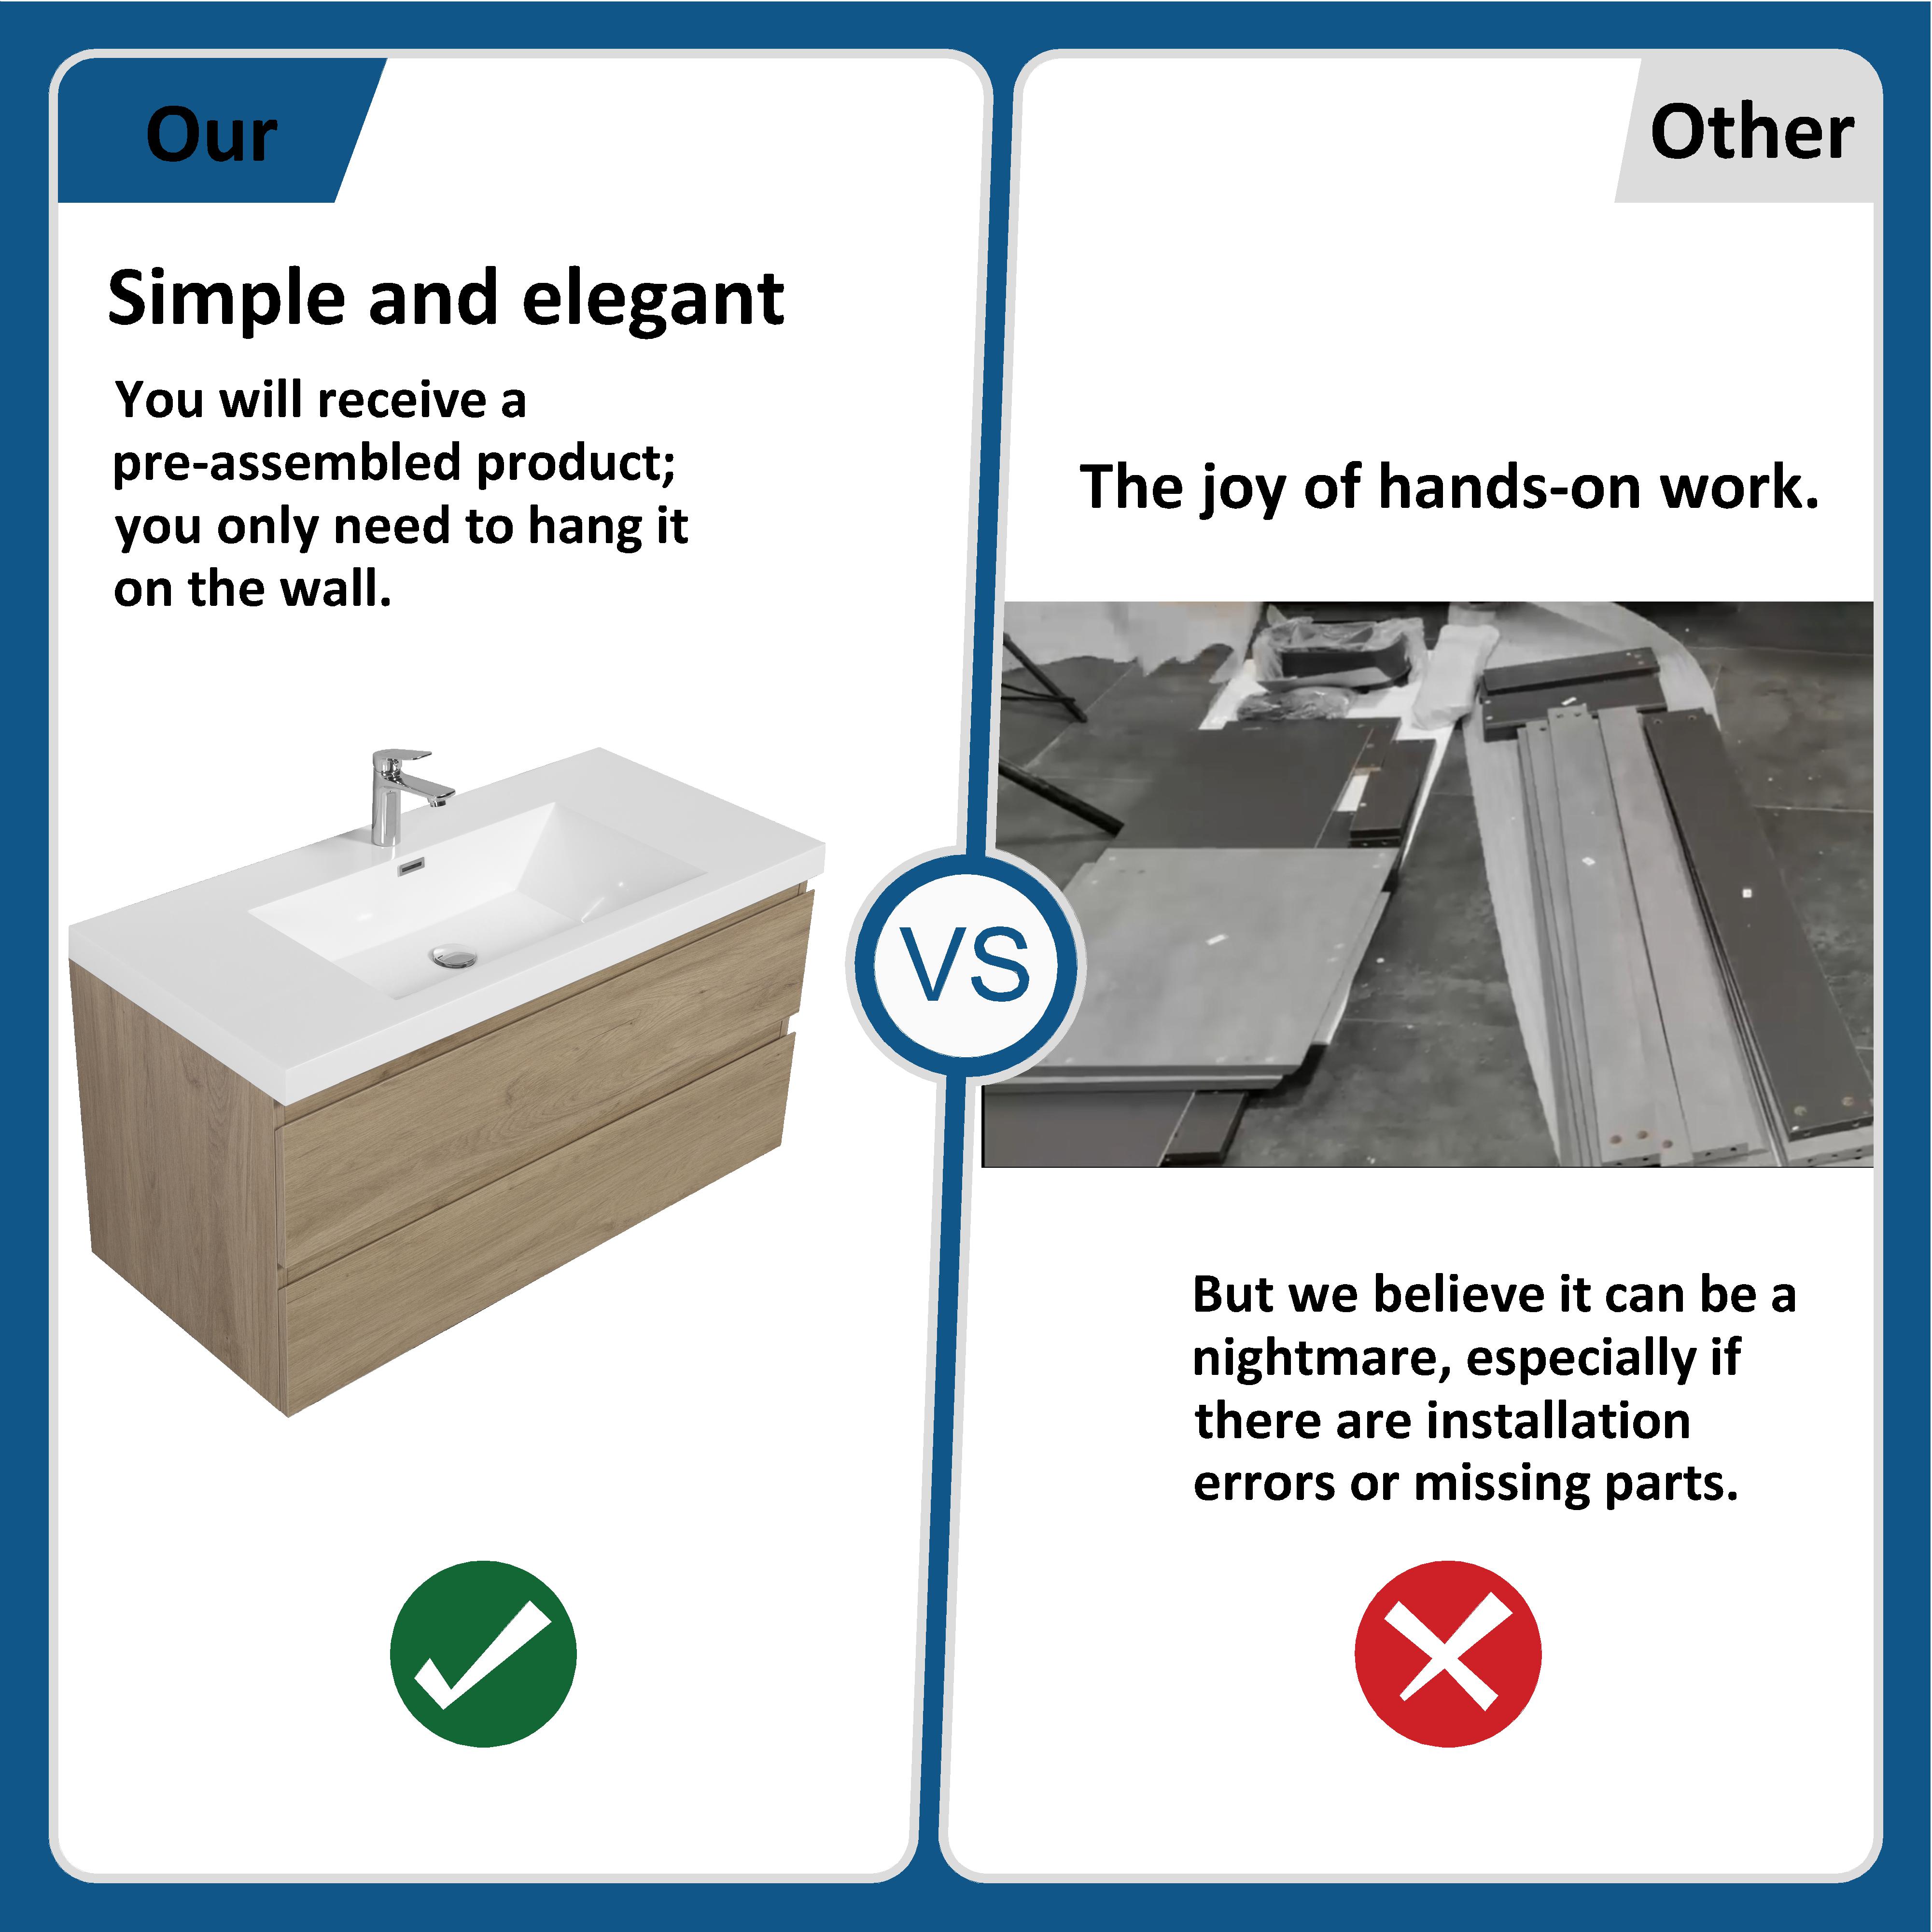 Our
Simple and elegant
You will receive a
pre-assembled product;
you only need to hang it
on the wall.
VS
Other
The joy of hands-on work.
But we believe it can be a
nightmare, especially if
there are installation
errors or missing parts.